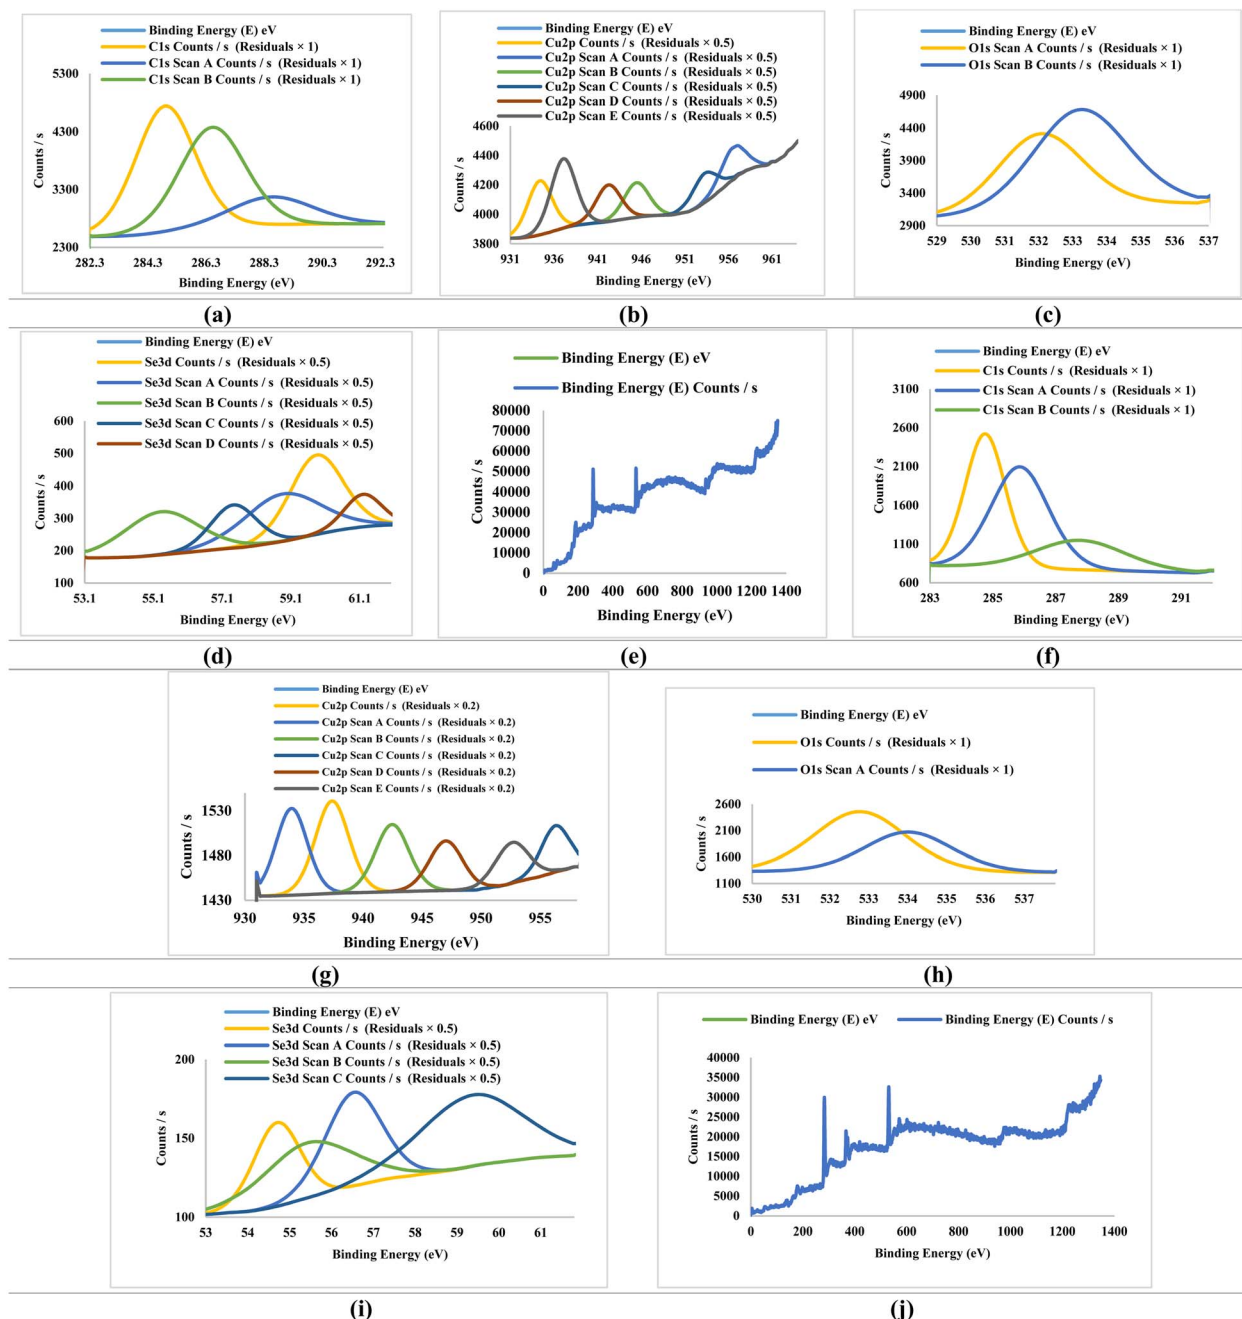 Binding Energy (E) eV
C1s Counts / s (Residuals × 1)
C1s Scan A Counts / s (Residuals × 1)
C1s Scan B Counts / s (Residuals × 1)
5300
4300
3300
2300
Counts / s
282.3 284.3 286.3 288.3 290.3 292.3
Binding Energy (eV)
(a)
Binding Energy (E) eV
Cu2p Counts / s (Residuals × 0.5)
Cu2p Scan A Counts / s (Residuals × 0.5)
Cu2p Scan B Counts / s (Residuals × 0.5)
Cu2p Scan C Counts / s (Residuals × 0.5)
Cu2p Scan D Counts / s (Residuals × 0.5)
Cu2p Scan E Counts / s (Residuals × 0.5)
4600
4400
4200
4000
3800
Counts / s
931 936 941 946 951 956 961
Binding Energy (eV)
(b)
Binding Energy (E) eV
O1s Scan A Counts / s (Residuals × 1)
O1s Scan B Counts / s (Residuals × 1)
4900
4400
3900
3400
2900
Counts / s
529 530 531 532 533 534 535 536 537
Binding Energy (eV)
(c)
Binding Energy (E) eV
Se3d Counts / s (Residuals × 0.5)
Se3d Scan A Counts / s (Residuals × 0.5)
Se3d Scan B Counts / s (Residuals × 0.5)
Se3d Scan C Counts / s (Residuals × 0.5)
Se3d Scan D Counts / s (Residuals × 0.5)
600
500
400
300
200
100
Counts / s
53.1 55.1 57.1 59.1 61.1
Binding Energy (eV)
(d)
Binding Energy (E) eV
Binding Energy (E) Counts / s
80000
70000
60000
50000
40000
30000
20000
10000
0
Counts / s
0 200 400 600 800 1000 1200 1400
Binding Energy (eV)
(e)
Binding Energy (E) eV
C1s Counts / s (Residuals × 1)
C1s Scan A Counts / s (Residuals × 1)
C1s Scan B Counts / s (Residuals × 1)
3100
2600
2100
1600
1100
600
Counts / s
283 285 287 289 291
Binding Energy (eV)
(f)
Binding Energy (E) eV
Cu2p Counts / s (Residuals × 0.2)
Cu2p Scan A Counts / s (Residuals × 0.2)
Cu2p Scan B Counts / s (Residuals × 0.2)
Cu2p Scan C Counts / s (Residuals × 0.2)
Cu2p Scan D Counts / s (Residuals × 0.2)
Cu2p Scan E Counts / s (Residuals × 0.2)
1530
1480
1430
Counts / s
930 935 940 945 950 955
Binding Energy (eV)
(g)
Binding Energy (E) eV
O1s Counts / s (Residuals × 1)
O1s Scan A Counts / s (Residuals × 1)
2600
2100
1600
1100
Counts / s
530 531 532 533 534 535 536 537
Binding Energy (eV)
(h)
Binding Energy (E) eV
Se3d Counts / s (Residuals × 0.5)
Se3d Scan A Counts / s (Residuals × 0.5)
Se3d Scan B Counts / s (Residuals × 0.5)
Se3d Scan C Counts / s (Residuals × 0.5)
200
150
100
Counts / s
53 54 55 56 57 58 59 60 61
Binding Energy (eV)
(i)
Binding Energy (E) eV
Binding Energy (E) Counts / s
40000
35000
30000
25000
20000
15000
10000
5000
0
Counts / s
0 200 400 600 800 1000 1200 1400
Binding Energy (eV)
(j)